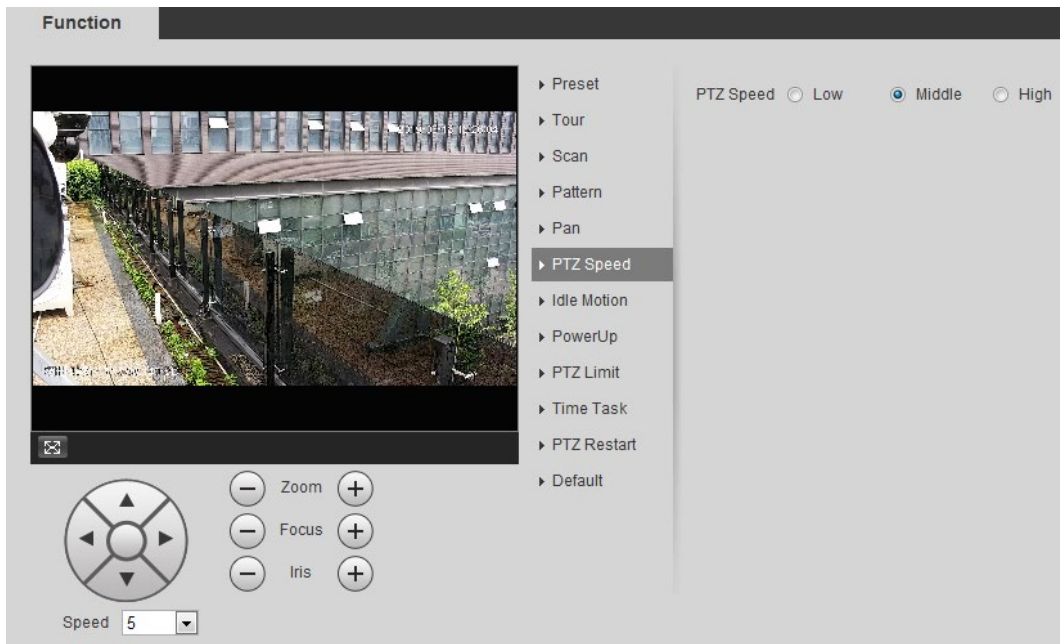 Function
Preset
Tour
Scan
Pattern
Pan
PTZ Speed
Idle Motion
PowerUp
PTZ Limit
Time Task
PTZ Restart
Default
PTZ Speed Low Middle High
Zoom
Focus
Iris
Speed 5